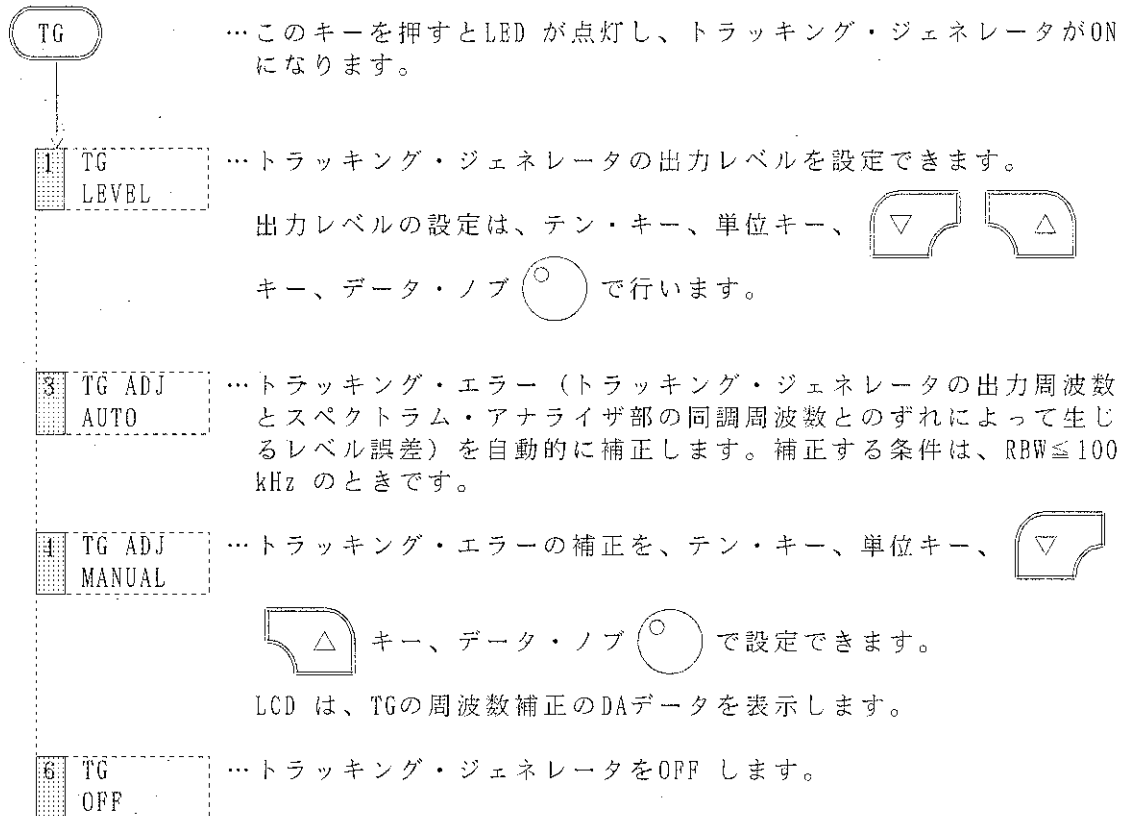 TG …このキーを押すとLED が点灯し、トラッキング・ジェネレータがON
になります。
1 TG …トラッキング・ジェネレータの出力レベルを設定できます。
LEVEL
出力レベルの設定は、テン・キー、単位キー、 ▽ △
キー、データ・ノブ で行います。
3 TG ADJ …トラッキング・エラー（トラッキング・ジェネレータの出力周波数
AUTO とスペクトラム・アナライザ部の同調周波数とのずれによって生じ
るレベル誤差）を自動的に補正します。補正する条件は、RBW≦100
kHz のときです。
4 TG ADJ …トラッキング・エラーの補正を、テン・キー、単位キー、 ▽
MANUAL
△ キー、データ・ノブ で設定できます。
LCD は、TGの周波数補正のDAデータを表示します。
6 TG …トラッキング・ジェネレータをOFF します。
OFF